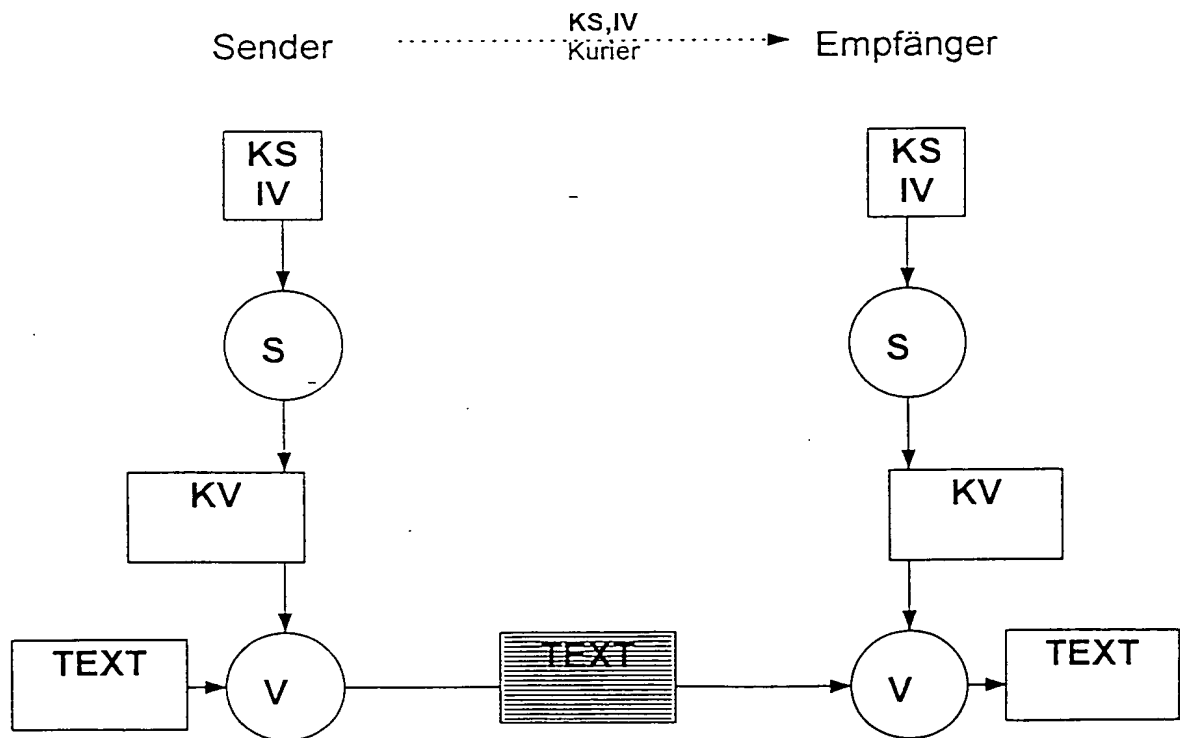 Sender
KS,IV
Kurier
Empfänger
KS
IV
KS
IV
S
S
KV
KV
TEXT
V
TEXT
V
TEXT